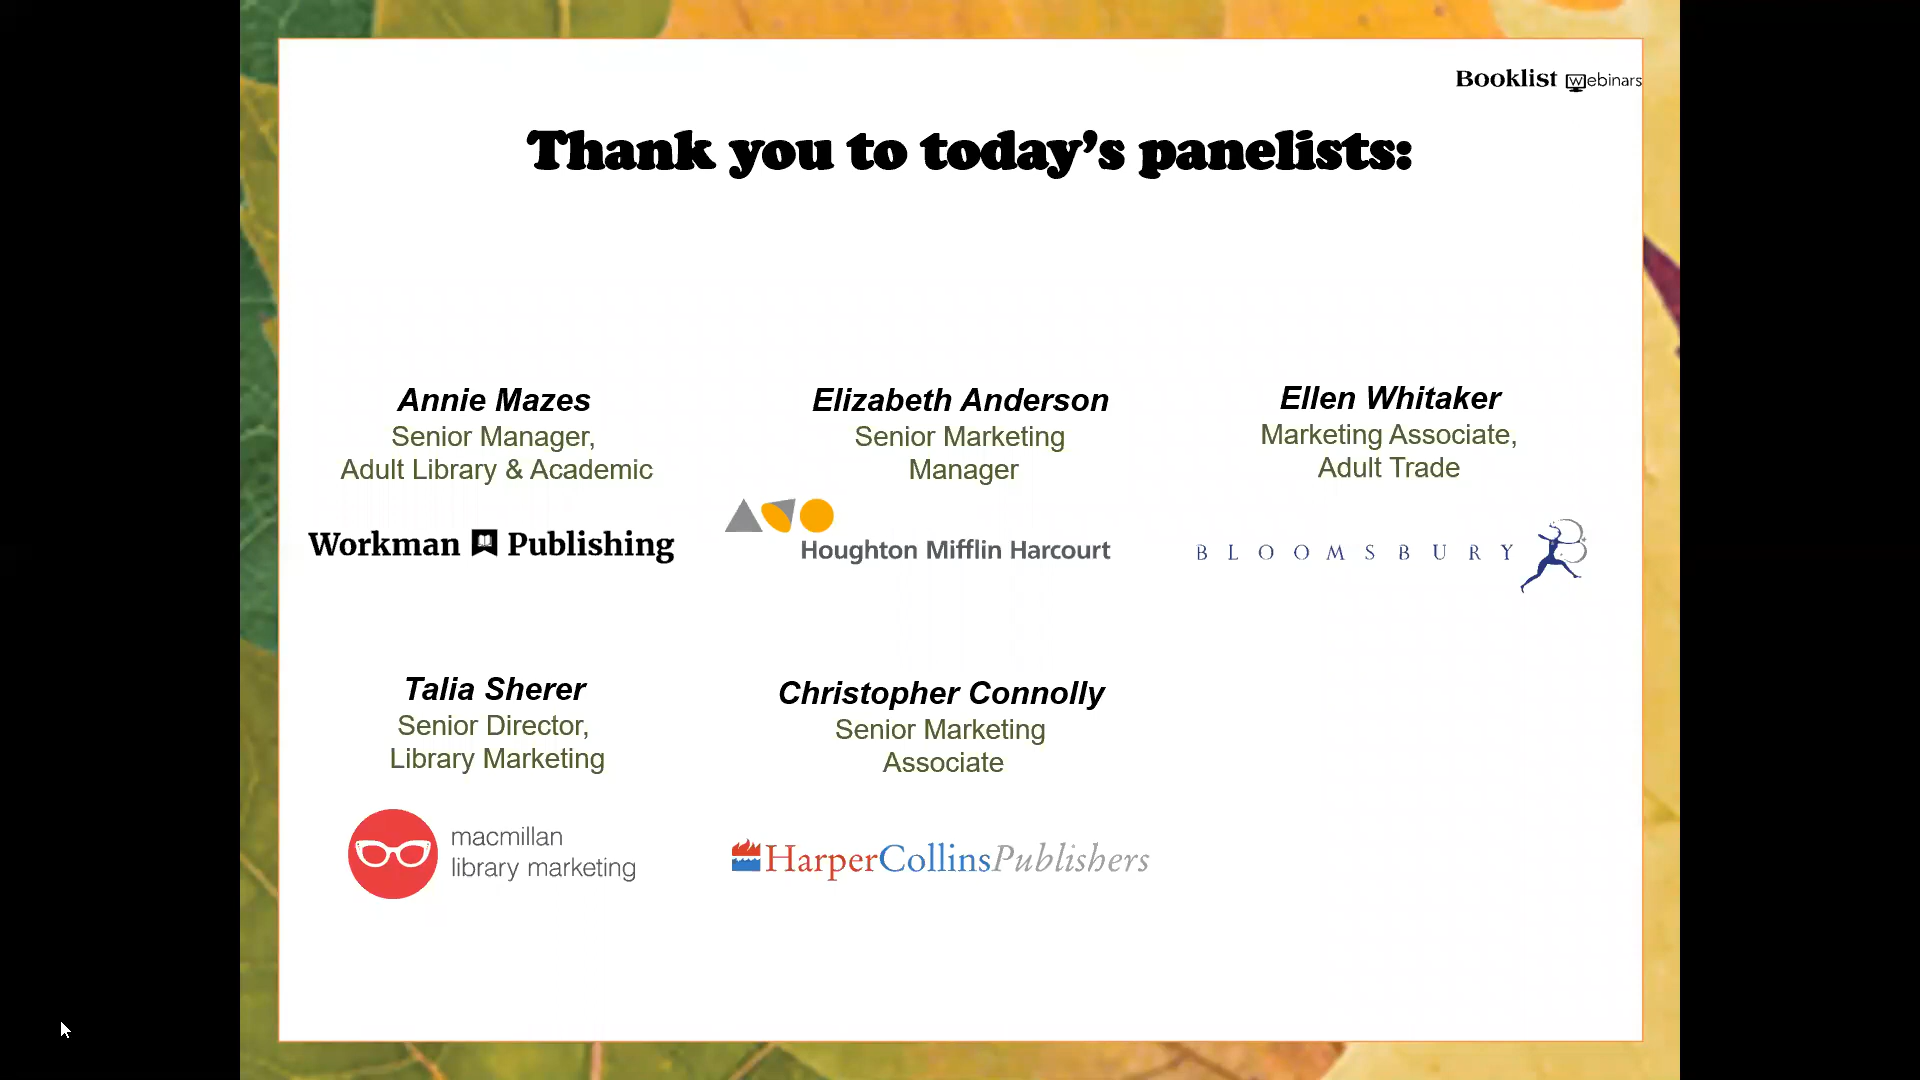 Booklist Webinars
Thank you to today’s panelists:
Annie Mazes
Senior Manager,
Adult Library & Academic
Workman Publishing
Elizabeth Anderson
Senior Marketing
Manager
Houghton Mifflin Harcourt
Ellen Whitaker
Marketing Associate,
Adult Trade
BLOOMSBURY
Talia Sherer
Senior Director,
Library Marketing
macmillan
library marketing
Christopher Connolly
Senior Marketing
Associate
HarperCollinsPublishers